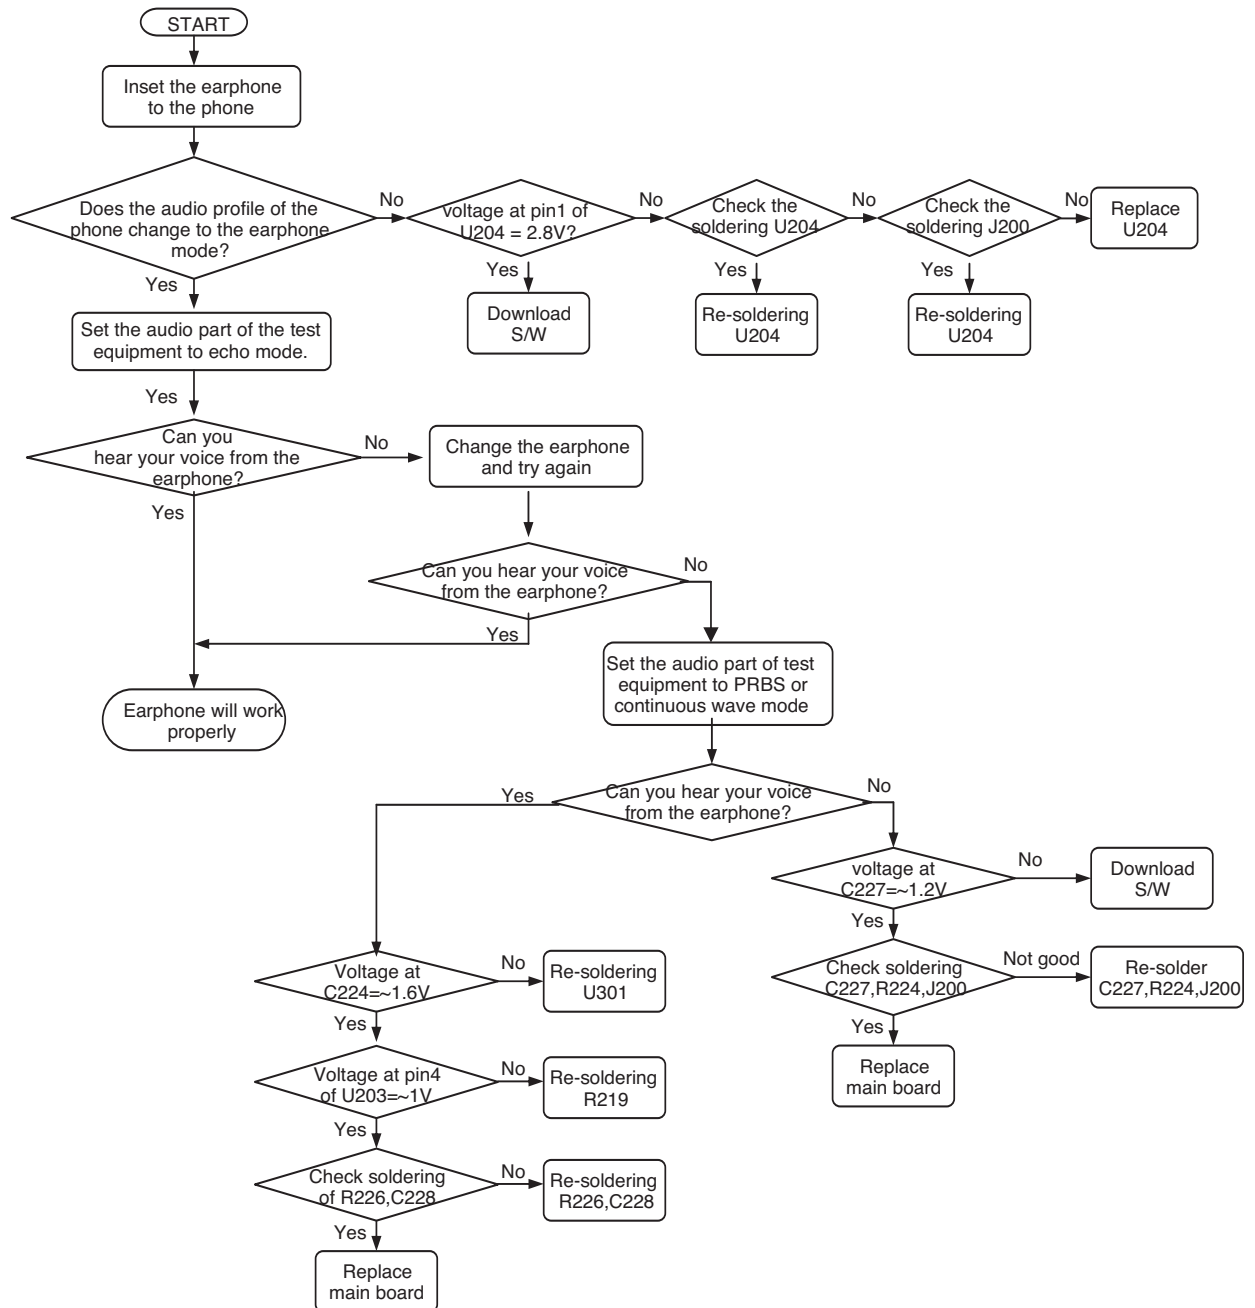 START
Inset the earphone
to the phone
Does the audio profile of the
phone change to the earphone
mode?
No
voltage at pin1 of
U204 = 2.8V?
No
Check the
soldering U204
No
Check the
soldering J200
No
Replace
U204
Yes
Yes
Yes
Yes
Download
S/W
Re-soldering
U204
Re-soldering
U204
Set the audio part of the test
equipment to echo mode.
Yes
Can you
hear your voice from the
earphone?
No
Change the earphone
and try again
Yes
Can you hear your voice
from the earphone?
No
Yes
Set the audio part of test
equipment to PRBS or
continuous wave mode
Earphone will work
properly
Can you hear your voice
from the earphone?
Yes
No
voltage at
C227=~1.2V
No
Download
S/W
Yes
Check soldering
C227,R224,J200
Not good
Re-solder
C227,R224,J200
Yes
Replace
main board
Voltage at
C224=~1.6V
No
Re-soldering
U301
Yes
Voltage at pin4
of U203=~1V
No
Re-soldering
R219
Yes
Check soldering
of R226,C228
No
Re-soldering
R226,C228
Yes
Replace
main board